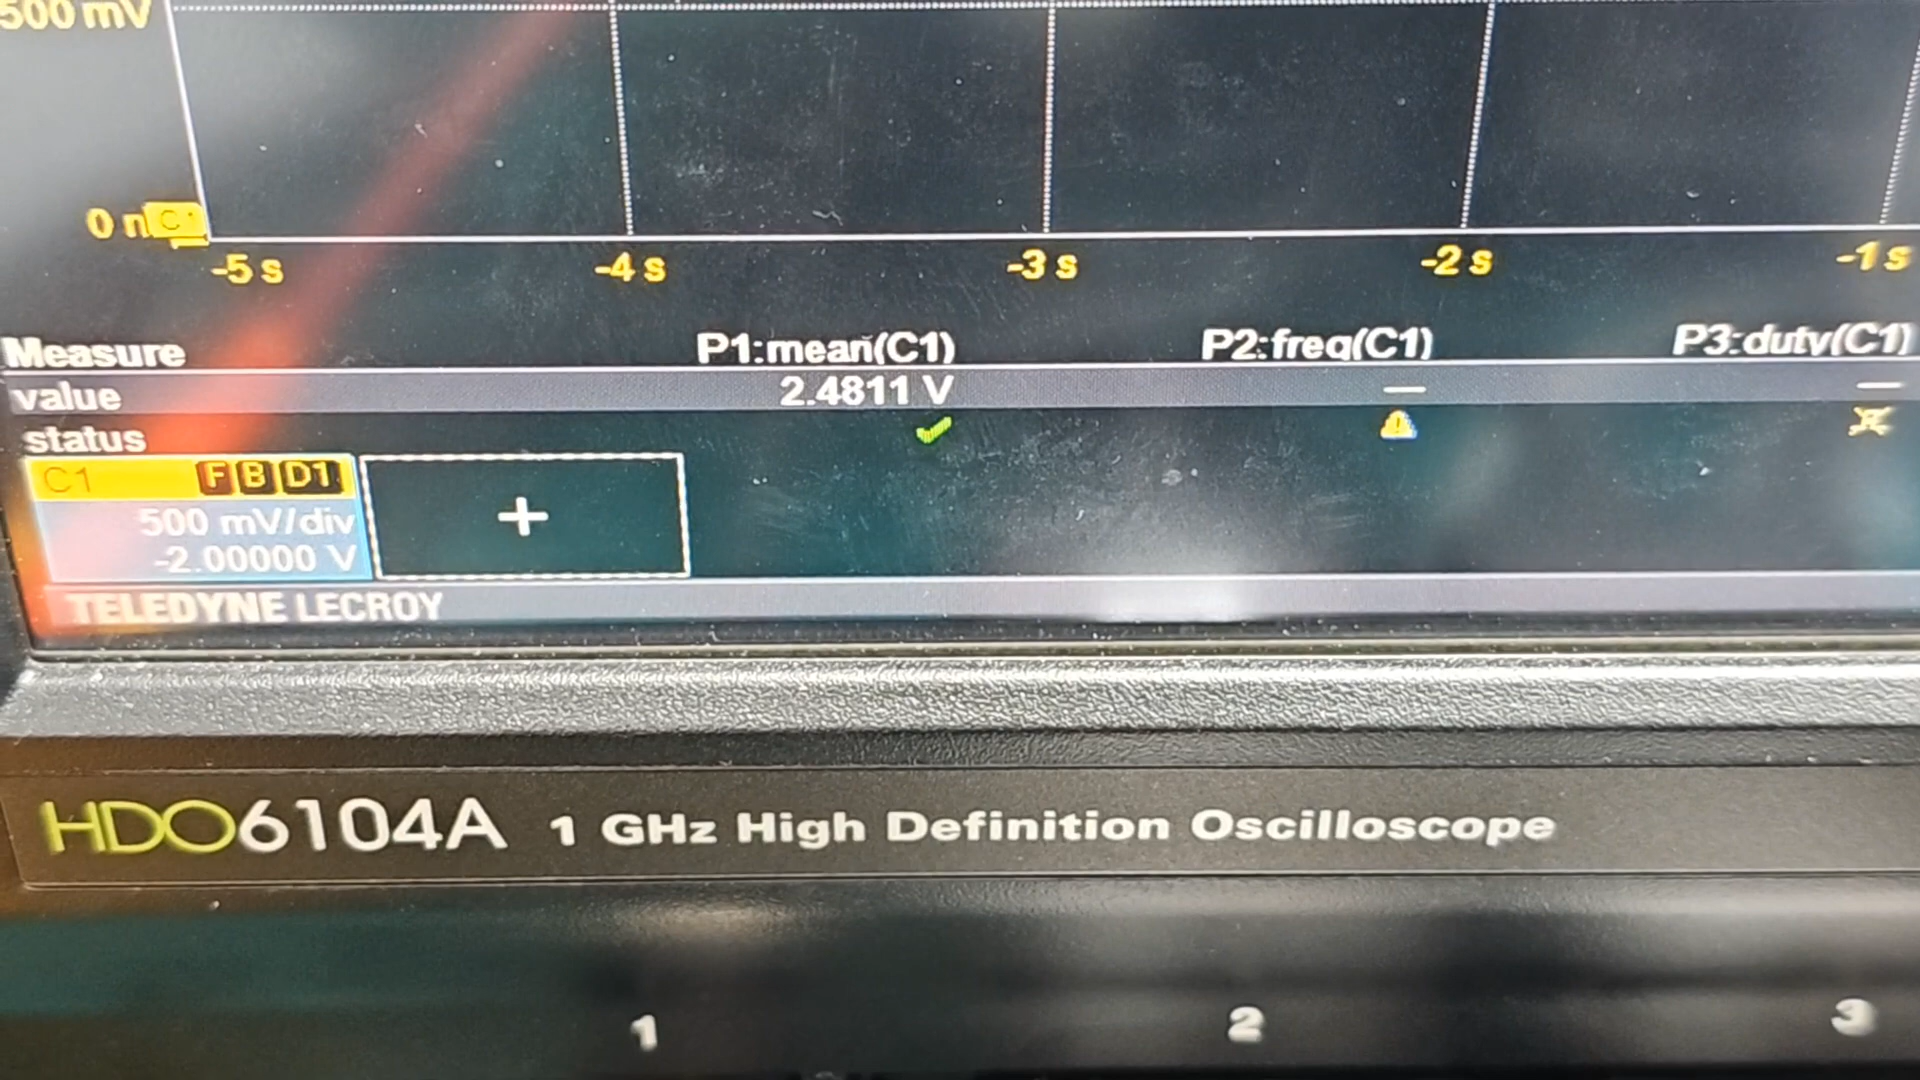 500 mV
0 n C1
-5 s -4 s -3 s -2 s -1 s
Measure P1:mean(C1) P2:freq(C1) P3:duty(C1)
value 2.4811 V — —
status
C1 F B D1
500 mV/div
-2.00000 V
+
TELEDYNE LECROY
HDO6104A 1 GHz High Definition Oscilloscope
1 2 3